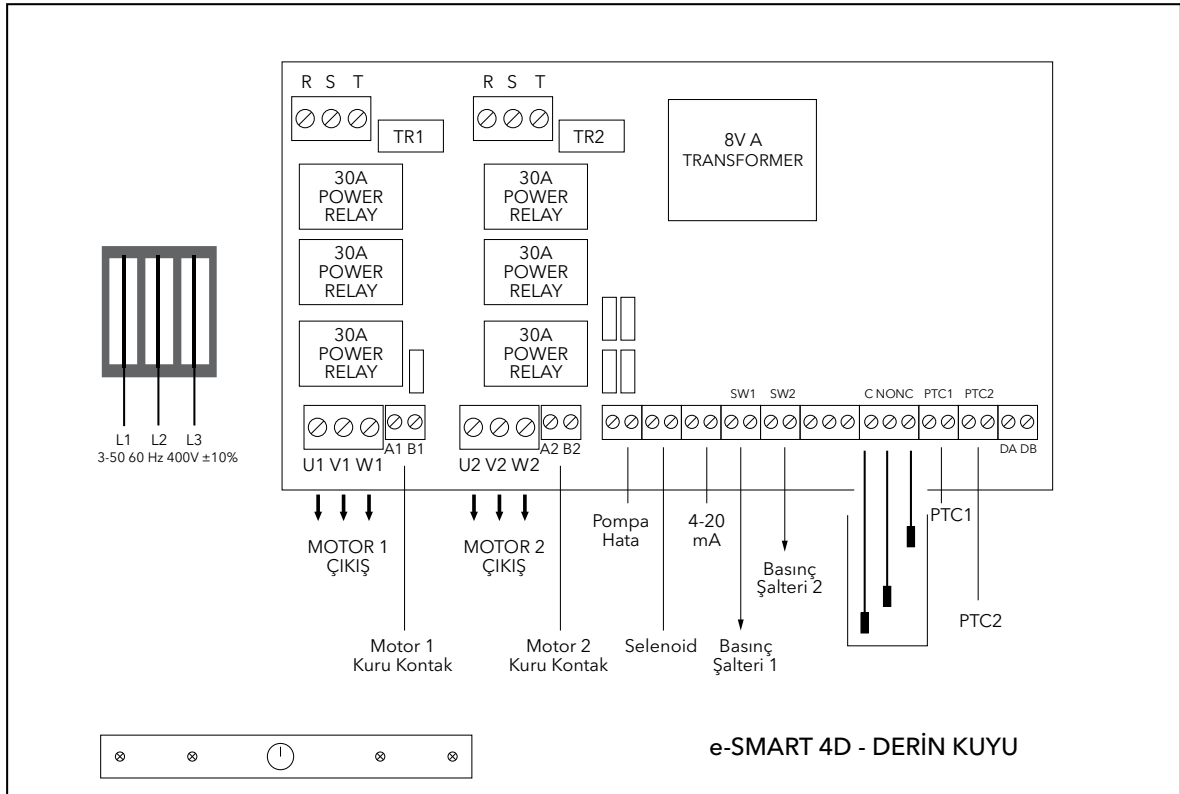 R S T
R S T
TR1
TR2
8V A
TRANSFORMER
30A
POWER
RELAY
30A
POWER
RELAY
30A
POWER
RELAY
30A
POWER
RELAY
30A
POWER
RELAY
30A
POWER
RELAY
L1 L2 L3
3-50 60 Hz 400V ±10%
SW1 SW2 C NONC PTC1 PTC2
A1 B1
A2 B2
DA DB
U1 V1 W1
U2 V2 W2
MOTOR 1
ÇIKIŞ
MOTOR 2
ÇIKIŞ
Pompa
Hata
4-20
mA
PTC1
Basınç
Şalteri 2
PTC2
Motor 1
Kuru Kontak
Motor 2
Kuru Kontak
Selenoid
Basınç
Şalteri 1
e-SMART 4D - DERİN KUYU